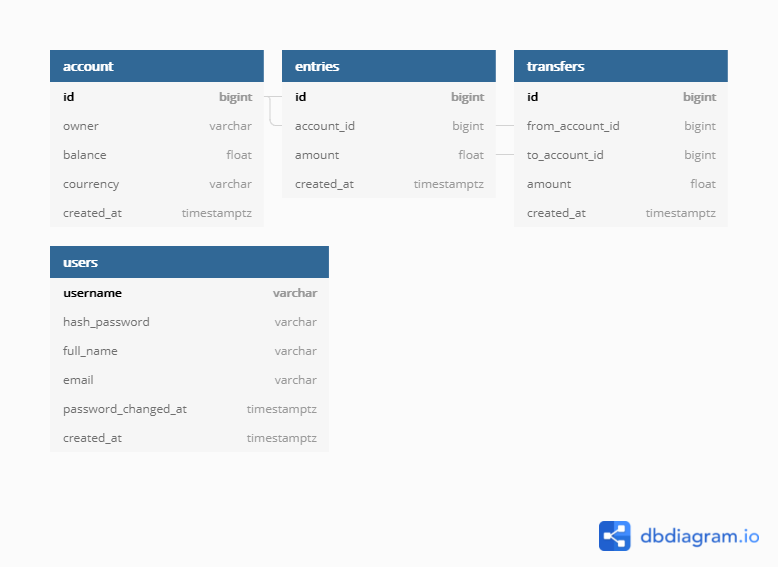 account
id bigint
owner varchar
balance float
courrency varchar
created_at timestamptz
entries
id bigint
account_id bigint
amount float
created_at timestamptz
transfers
id bigint
from_account_id bigint
to_account_id bigint
amount float
created_at timestamptz
users
username varchar
hash_password varchar
full_name varchar
email varchar
password_changed_at timestamptz
created_at timestamptz
dbdiagram.io